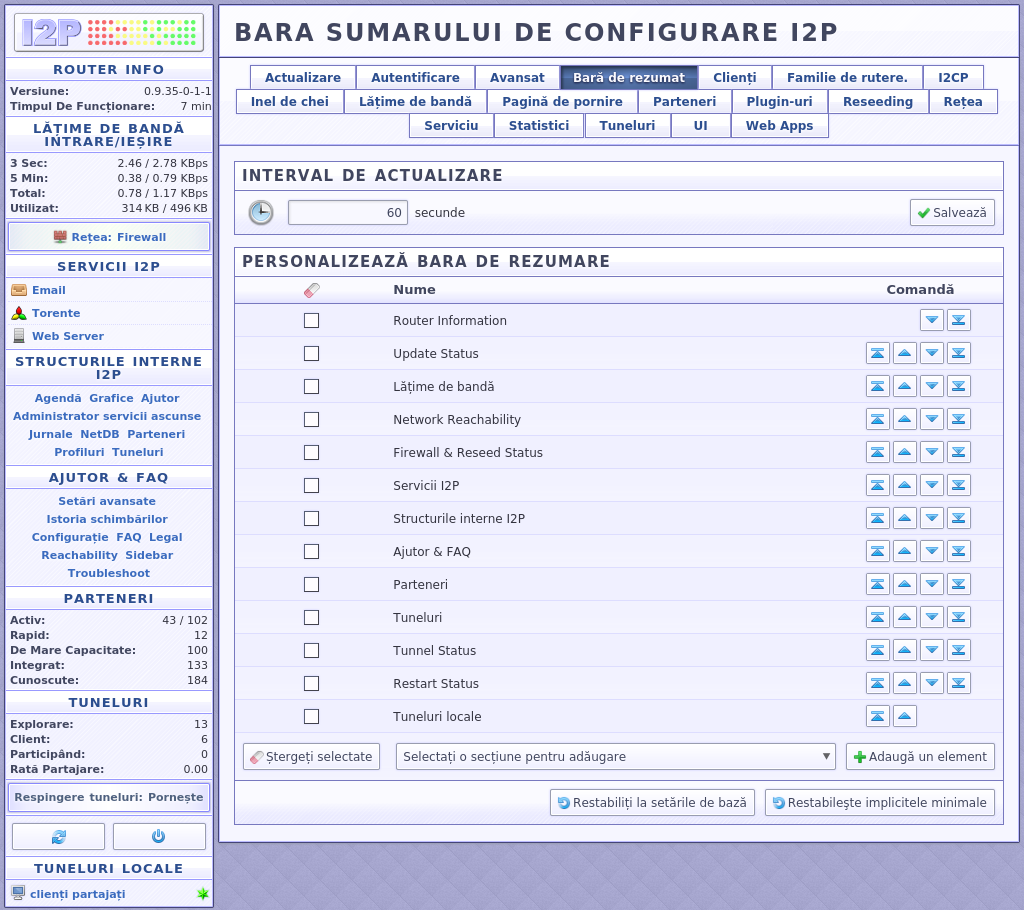 I2P
ROUTER INFO
Versiune: 0.9.35-0-1-1
Timpul De Funcționare: 7 min
LĂȚIME DE BANDĂ
INTRARE/IEȘIRE
3 Sec: 2.46 / 2.78 KBps
5 Min: 0.38 / 0.79 KBps
Total: 0.78 / 1.17 KBps
Utilizat: 314 KB / 496 KB
Rețea: Firewall
SERVICII I2P
Email
Torente
Web Server
STRUCTURILE INTERNE
I2P
Agendă Grafice Ajutor
Administrator servicii ascunse
Jurnale NetDB Parteneri
Profiluri Tuneluri
AJUTOR & FAQ
Setări avansate
Istoria schimbărilor
Configurație FAQ Legal
Reachability Sidebar
Troubleshoot
PARTENERI
Activ: 43 / 102
Rapid: 12
De Mare Capacitate: 100
Integrat: 133
Cunoscute: 184
TUNELURI
Explorare: 13
Client: 6
Participând: 0
Rată Partajare: 0.00
Respingere tuneluri: Pornește
TUNELURI LOCALE
clienți partajați
BARA SUMARULUI DE CONFIGURARE I2P
Actualizare Autentificare Avansat Bară de rezumat Clienți Familie de rutere. I2CP
Inel de chei Lățime de bandă Pagină de pornire Parteneri Plugin-uri Reseeding Rețea
Serviciu Statistici Tuneluri UI Web Apps
INTERVAL DE ACTUALIZARE
60 secunde Salvează
PERSONALIZEAZĂ BARA DE REZUMARE
Nume Comandă
Router Information
Update Status
Lățime de bandă
Network Reachability
Firewall & Reseed Status
Servicii I2P
Structurile interne I2P
Ajutor & FAQ
Parteneri
Tuneluri
Tunnel Status
Restart Status
Tuneluri locale
Ștergeți selectate Selectați o secțiune pentru adăugare Adaugă un element
Restabiliți la setările de bază Restabilește implicitele minimale